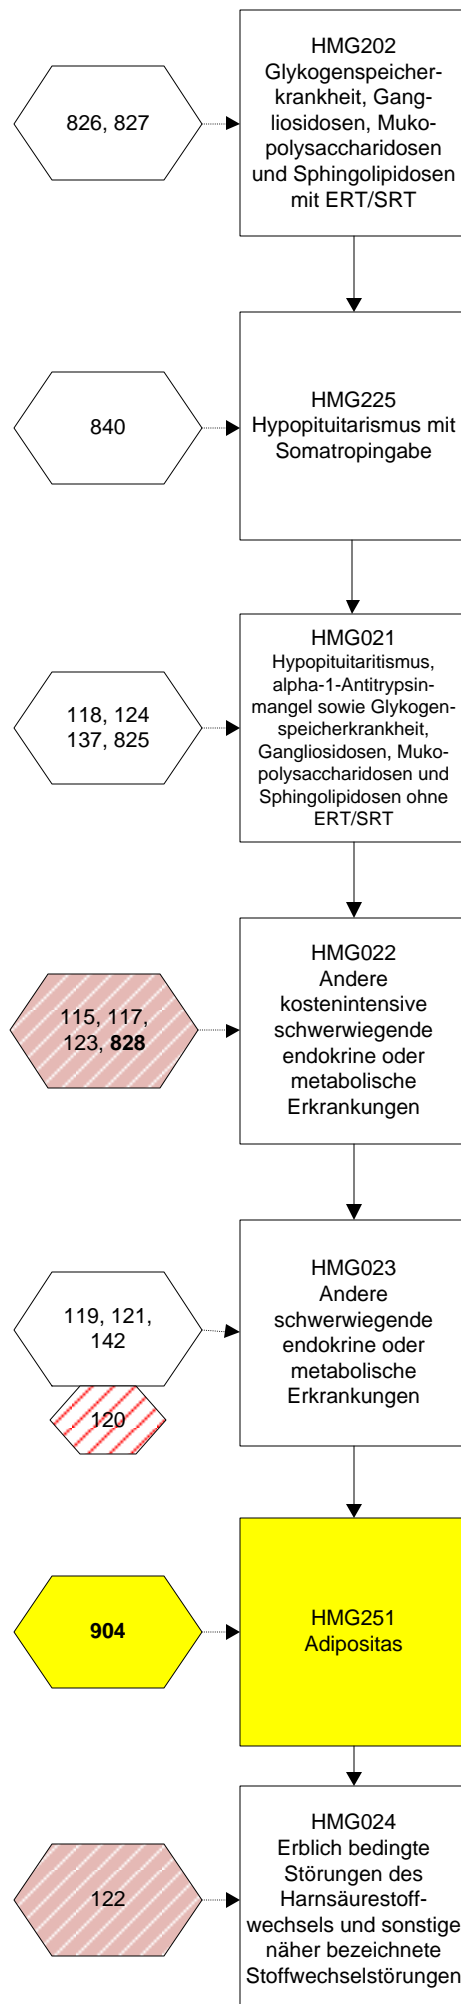 HMG202
Glykogenspeicher-
krankheit, Gang-
liosidosen, Muko-
polysaccharidosen
und Sphingolipidosen
mit ERT/SRT
826, 827
HMG225
Hypopituitarismus mit
Somatropingabe
840
HMG021
Hypopituitaritismus,
alpha-1-Antitrypsin-
mangel sowie Glykogen-
speicherkrankheit,
Gangliosidosen, Muko-
polysaccharidosen und
Sphingolipidosen ohne
ERT/SRT
118, 124
137, 825
HMG022
Andere
kostenintensive
schwerwiegende
endokrine oder
metabolische
Erkrankungen
115, 117,
123, 828
HMG023
Andere
schwerwiegende
endokrine oder
metabolische
Erkrankungen
119, 121,
142
120
HMG251
Adipositas
904
HMG024
Erblich bedingte
Störungen des
Harnsäurestoff-
wechsels und sonstige
näher bezeichnete
Stoffwechselstörungen
122